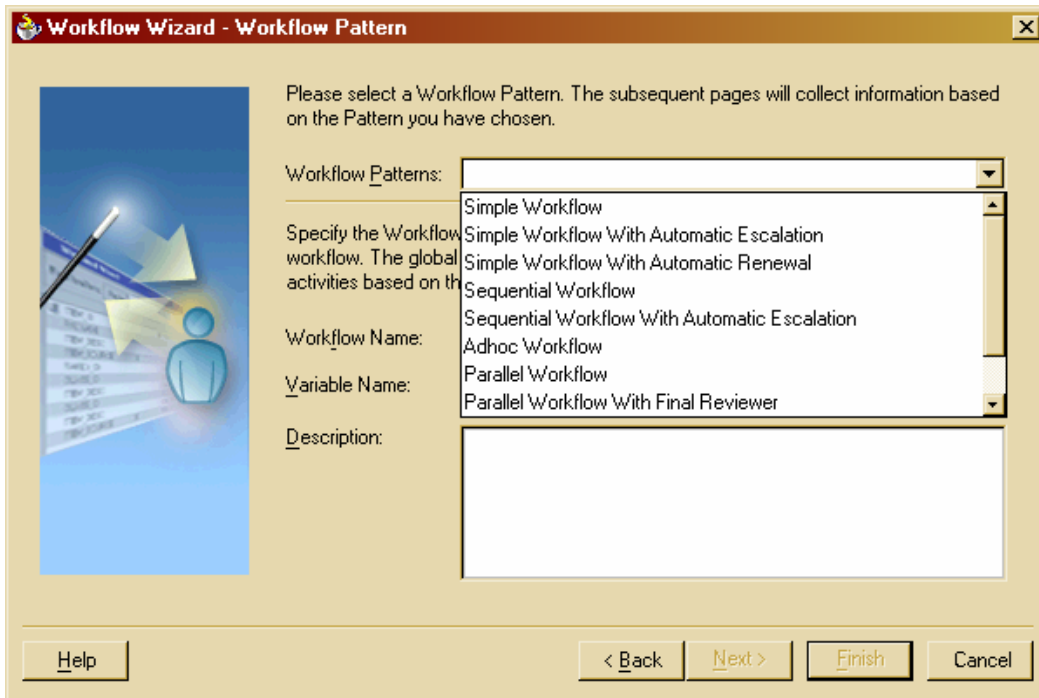 Workflow Wizard - Workflow Pattern
Please select a Workflow Pattern. The subsequent pages will collect information based
on the Pattern you have chosen.
Workflow Patterns:
Simple Workflow
Simple Workflow With Automatic Escalation
Simple Workflow With Automatic Renewal
Sequential Workflow
Sequential Workflow With Automatic Escalation
Adhoc Workflow
Parallel Workflow
Parallel Workflow With Final Reviewer
Specify the Workflow
workflow. The global
activities based on th
Workflow Name:
Variable Name:
Description:
Help
< Back
Next >
Finish
Cancel